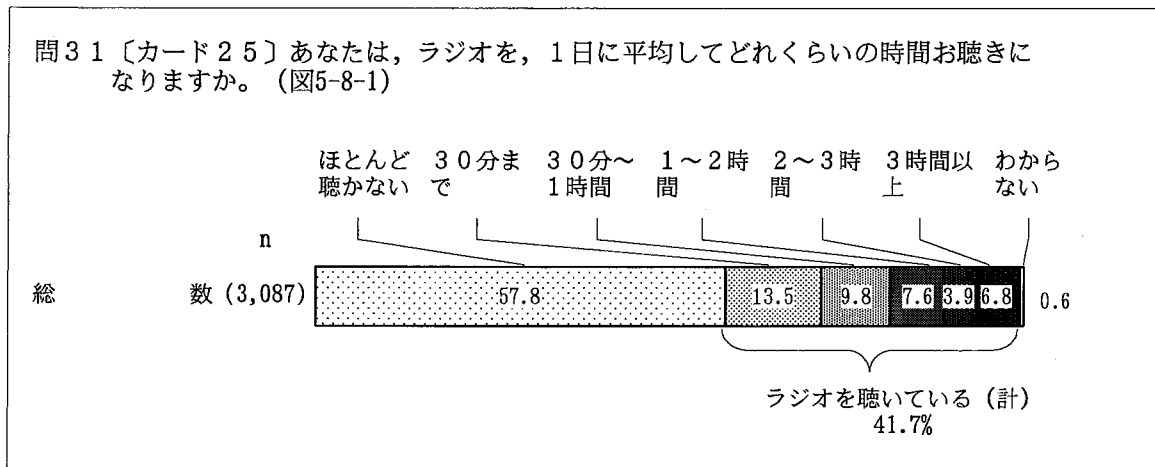 問31〔カード25〕あなたは，ラジオを，1日に平均してどれくらいの時間お聴きに
なりますか。（図5-8-1）
ほとんど 30分ま 30分～ 1～2時 2～3時 3時間以 わから
聴かない で 1時間 間 間 上 ない
n
総 数(3,087) 57.8 13.5 9.8 7.6 3.9 6.8 0.6
ラジオを聴いている（計）
41.7%